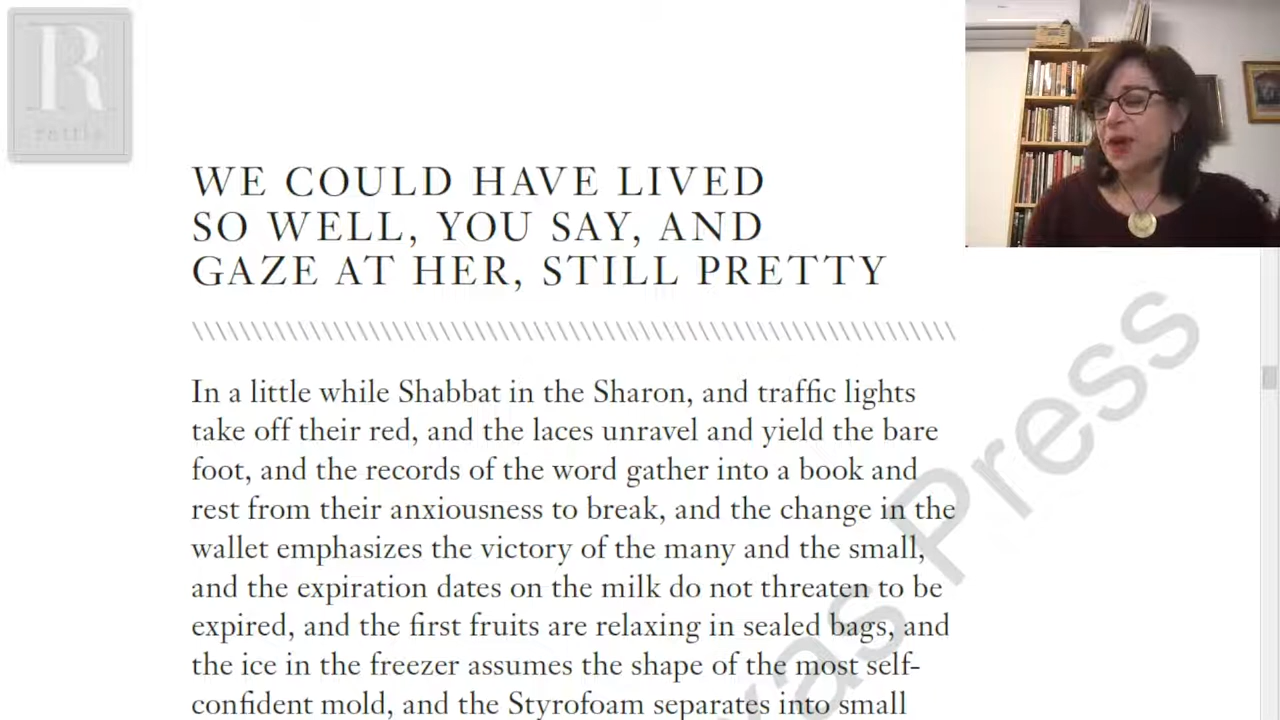 R
rattle
WE COULD HAVE LIVED
SO WELL, YOU SAY, AND
GAZE AT HER, STILL PRETTY
In a little while Shabbat in the Sharon, and traffic lights
take off their red, and the laces unravel and yield the bare
foot, and the records of the word gather into a book and
rest from their anxiousness to break, and the change in the
wallet emphasizes the victory of the many and the small,
and the expiration dates on the milk do not threaten to be
expired, and the first fruits are relaxing in sealed bags, and
the ice in the freezer assumes the shape of the most self-
confident mold, and the Styrofoam separates into small
xas Press